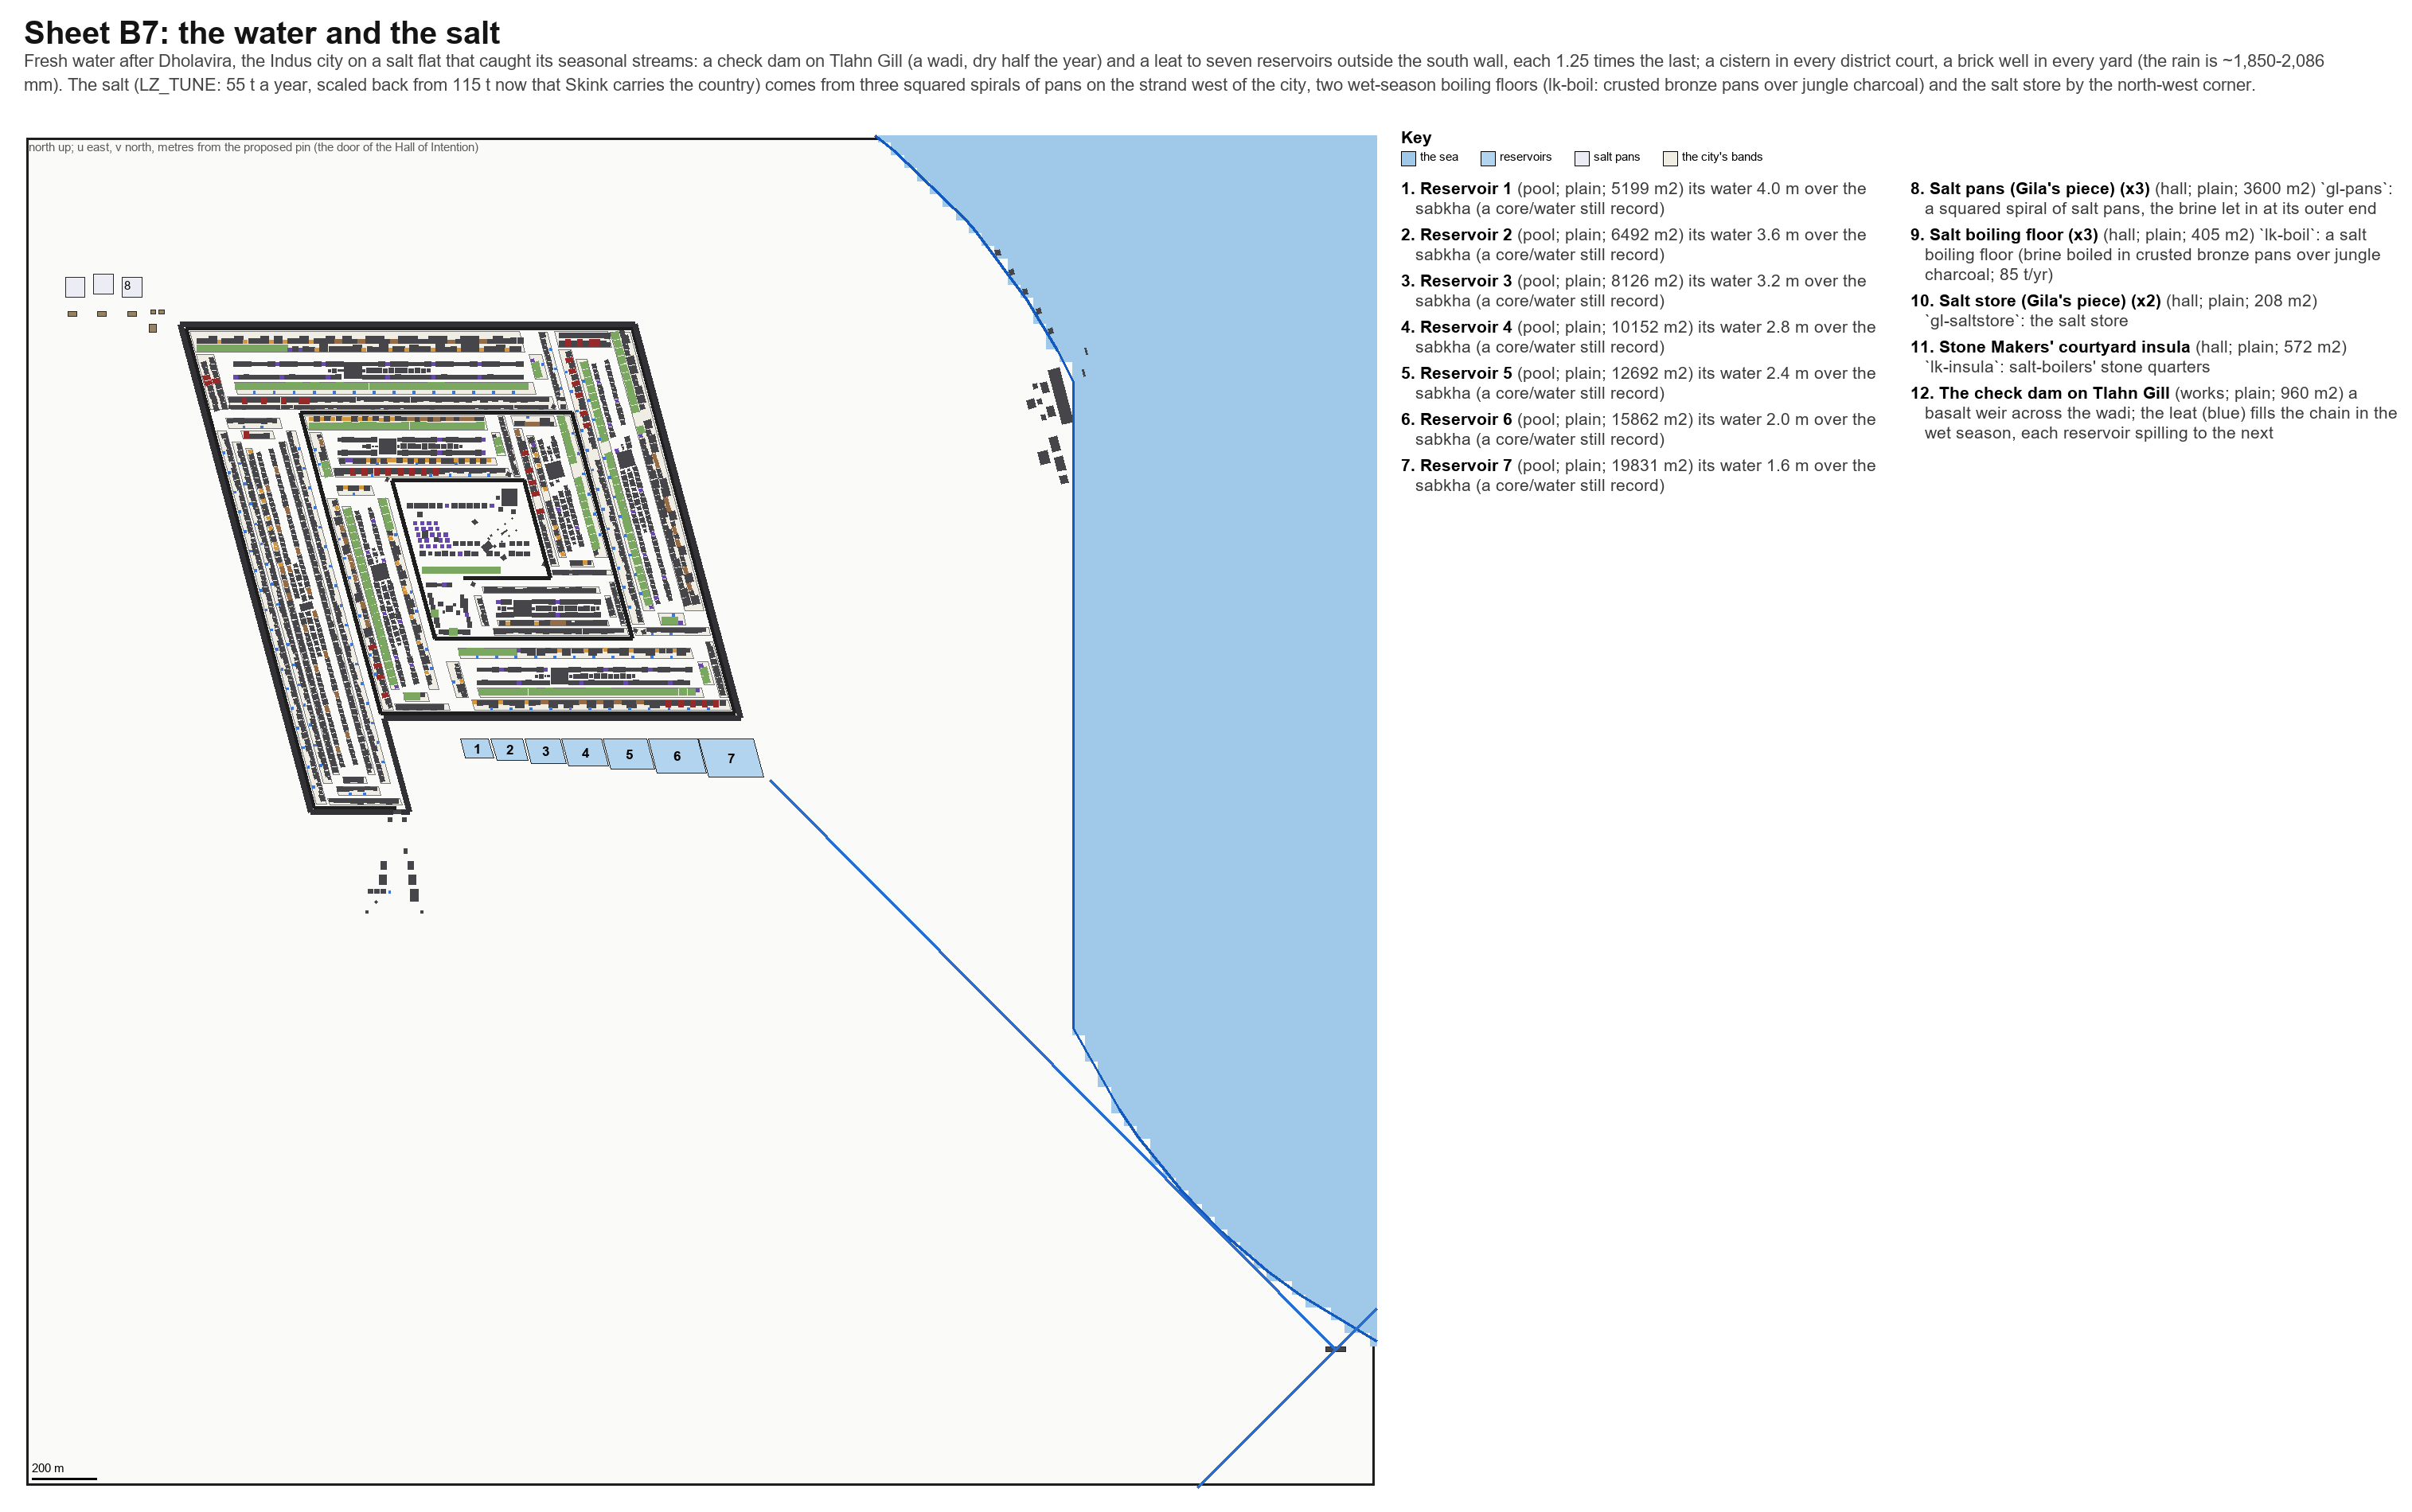 Sheet B7: the water and the salt
Fresh water after Dholavira, the Indus city on a salt flat that caught its seasonal streams: a check dam on Tlahn Gill (a wadi, dry half the year) and a leat to seven reservoirs outside the south wall, each 1.25 times the last; a cistern in every district court, a brick well in every yard (the rain is ~1,850-2,086
mm). The salt (LZ_TUNE: 55 t a year, scaled back from 115 t now that Skink carries the country) comes from three squared spirals of pans on the strand west of the city, two wet-season boiling floors (lk-boil: crusted bronze pans over jungle charcoal) and the salt store by the north-west corner.
north up; u east, v north, metres from the proposed pin (the door of the Hall of Intention)
8
1
2
3
4
5
6
7
200 m
Key
the sea
reservoirs
salt pans
the city's bands
1. Reservoir 1 (pool; plain; 5199 m2) its water 4.0 m over the
sabkha (a core/water still record)
2. Reservoir 2 (pool; plain; 6492 m2) its water 3.6 m over the
sabkha (a core/water still record)
3. Reservoir 3 (pool; plain; 8126 m2) its water 3.2 m over the
sabkha (a core/water still record)
4. Reservoir 4 (pool; plain; 10152 m2) its water 2.8 m over the
sabkha (a core/water still record)
5. Reservoir 5 (pool; plain; 12692 m2) its water 2.4 m over the
sabkha (a core/water still record)
6. Reservoir 6 (pool; plain; 15862 m2) its water 2.0 m over the
sabkha (a core/water still record)
7. Reservoir 7 (pool; plain; 19831 m2) its water 1.6 m over the
sabkha (a core/water still record)
8. Salt pans (Gila's piece) (x3) (hall; plain; 3600 m2) `gl-pans`:
a squared spiral of salt pans, the brine let in at its outer end
9. Salt boiling floor (x3) (hall; plain; 405 m2) `lk-boil`: a salt
boiling floor (brine boiled in crusted bronze pans over jungle
charcoal; 85 t/yr)
10. Salt store (Gila's piece) (x2) (hall; plain; 208 m2)
`gl-saltstore`: the salt store
11. Stone Makers' courtyard insula (hall; plain; 572 m2)
`lk-insula`: salt-boilers' stone quarters
12. The check dam on Tlahn Gill (works; plain; 960 m2) a
basalt weir across the wadi; the leat (blue) fills the chain in the
wet season, each reservoir spilling to the next